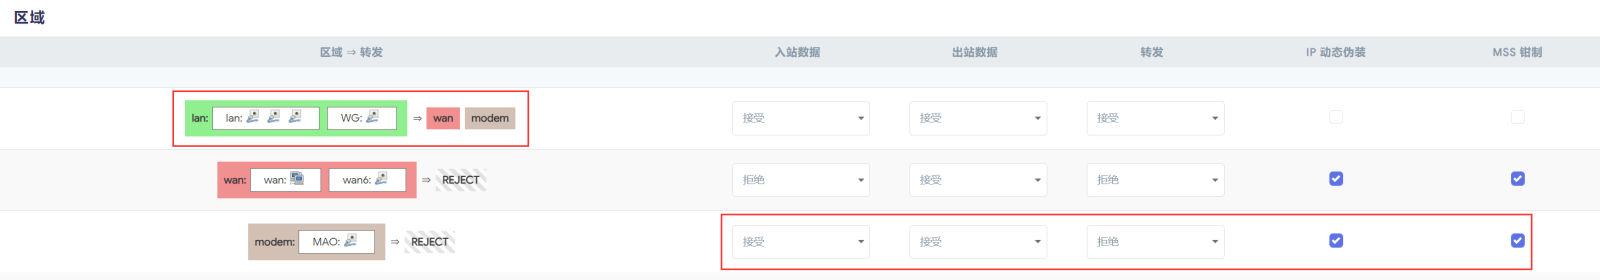 区域
区域 ⇒ 转发 入站数据 出站数据 转发 IP 动态伪装 MSS 钳制
lan: lan: WG: ⇒ wan modem 接受 接受 接受
wan: wan: wan6: ⇒ REJECT 拒绝 接受 拒绝
modem: MAO: ⇒ REJECT 接受 接受 拒绝